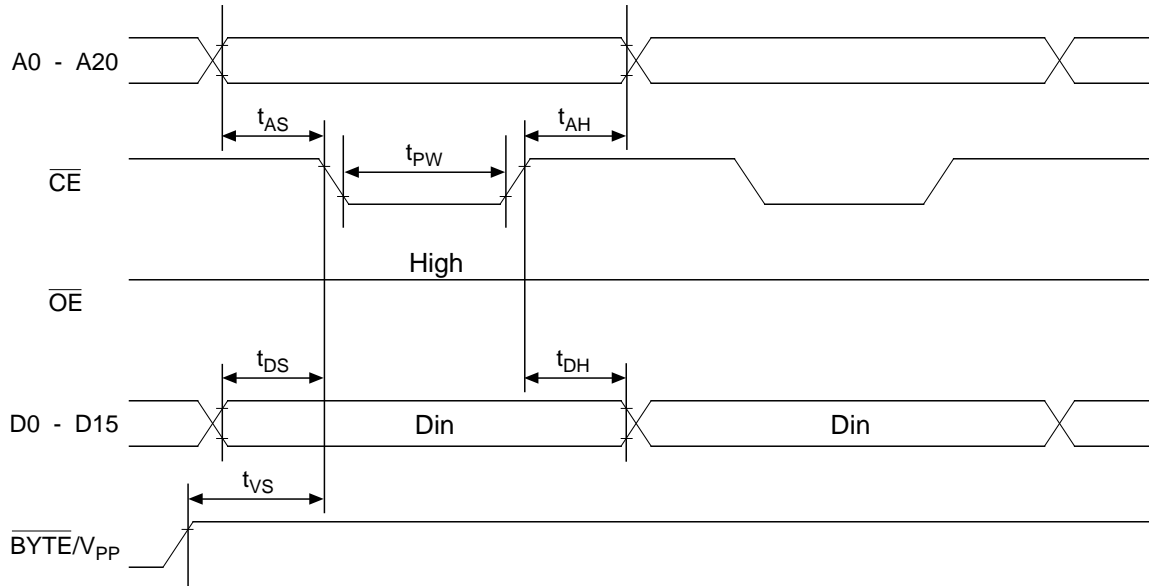 A0 - A20
tAS
tAH
tPW
CE
High
OE
tDS
tDH
D0 - D15
Din
Din
tVS
BYTE/VPP